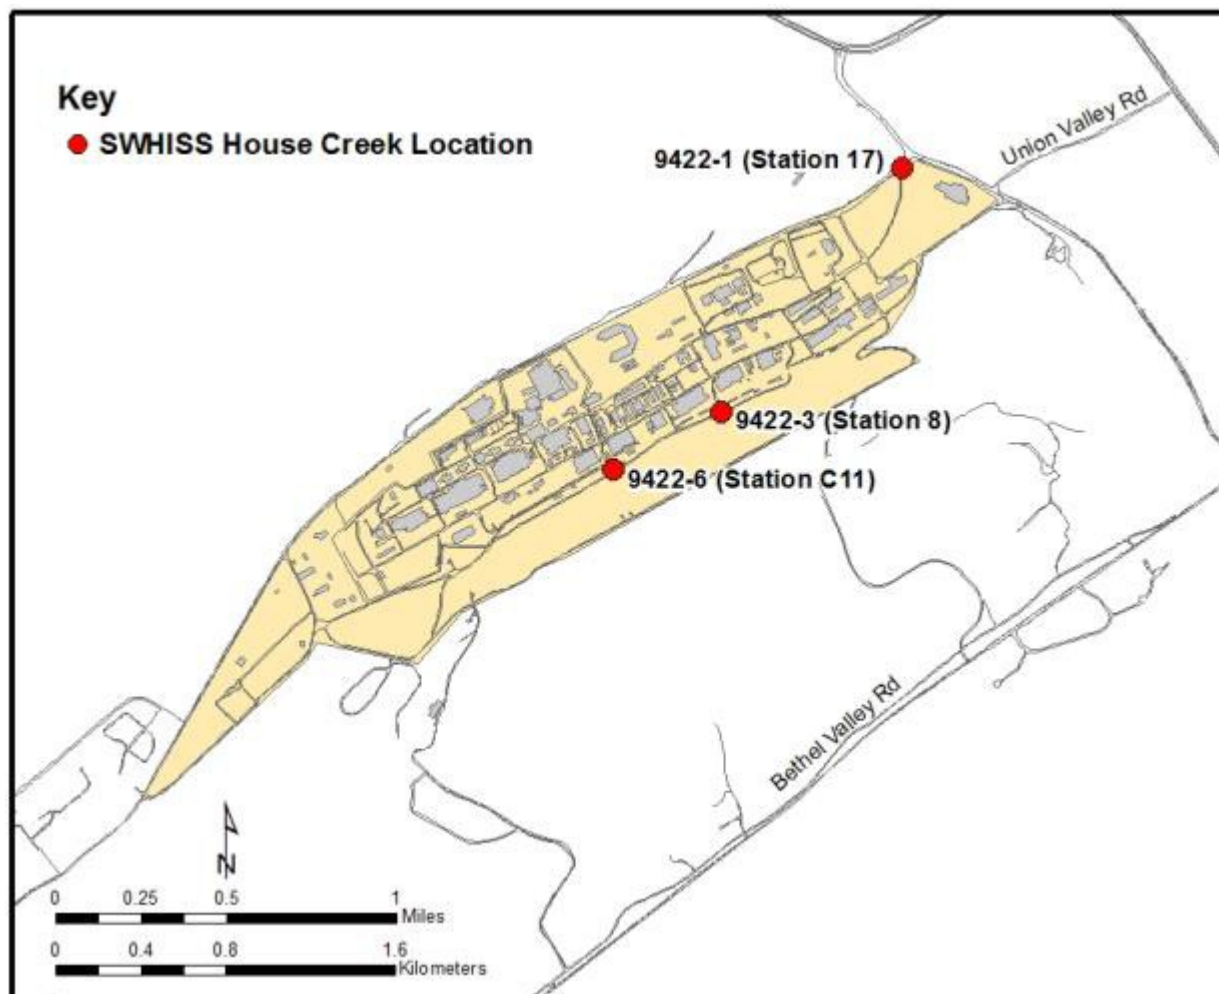 Key
SWHISS House Creek Location
Union Valley Rd
9422-1 (Station 17)
9422-3 (Station 8)
9422-6 (Station C11)
Bethel Valley Rd
N
0 0.25 0.5 1
Miles
0 0.4 0.8 1.6
Kilometers